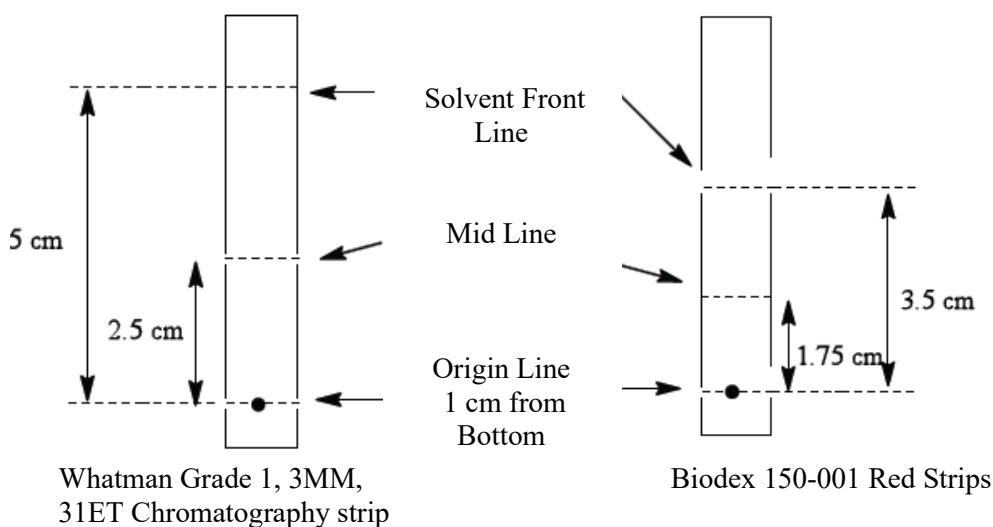 Solvent Front
Line
5 cm
Mid Line
2.5 cm
3.5 cm
1.75 cm
Origin Line
1 cm from
Bottom
Whatman Grade 1, 3MM,
31ET Chromatography strip
Biodex 150-001 Red Strips